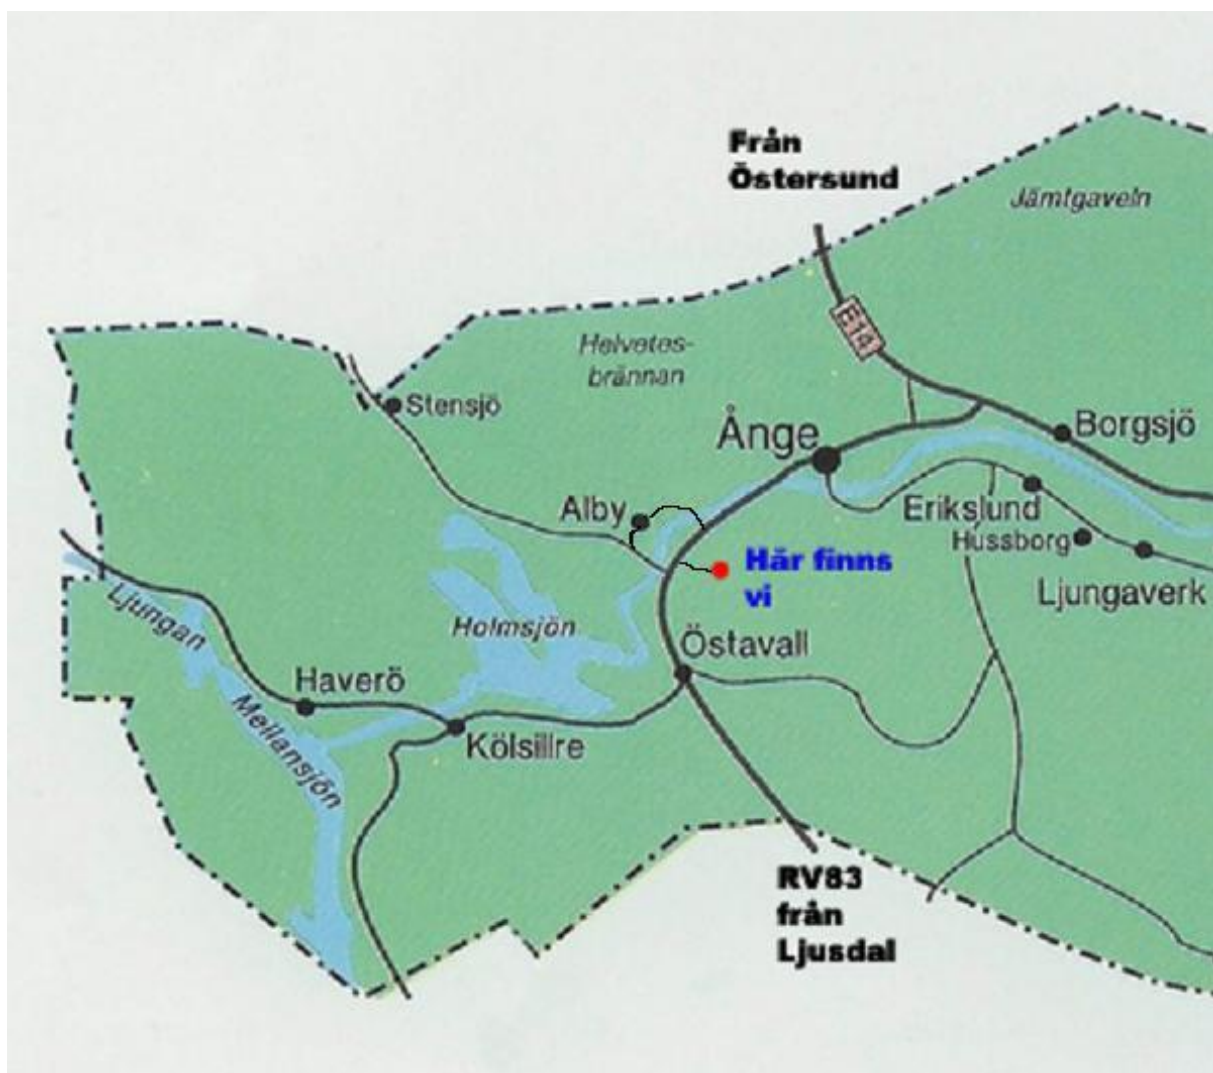 Från
Östersund
Jämtgaveln
E14
Helvetes-
brännan
Stensjö
Ånge
Borgsjö
Alby
Erikslund
Hussborg
Här finns
vi
Ljungaverk
Ljungan
Holmsjön
Östavall
Haverö
Mellansjön
Kölsillre
RV83
från
Ljusdal